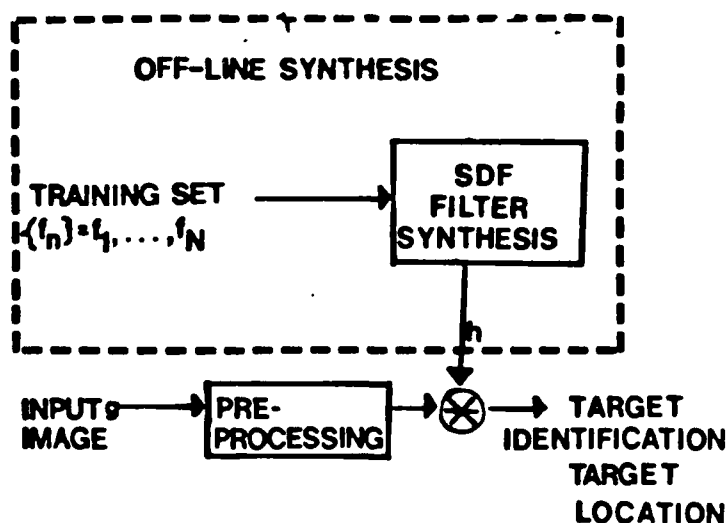 OFF-LINE SYNTHESIS
TRAINING SET
{fn} = f1, . . . , fN
SDF
FILTER
SYNTHESIS
h
INPUT g
IMAGE
PRE-
PROCESSING
TARGET
IDENTIFICATION
TARGET
LOCATION